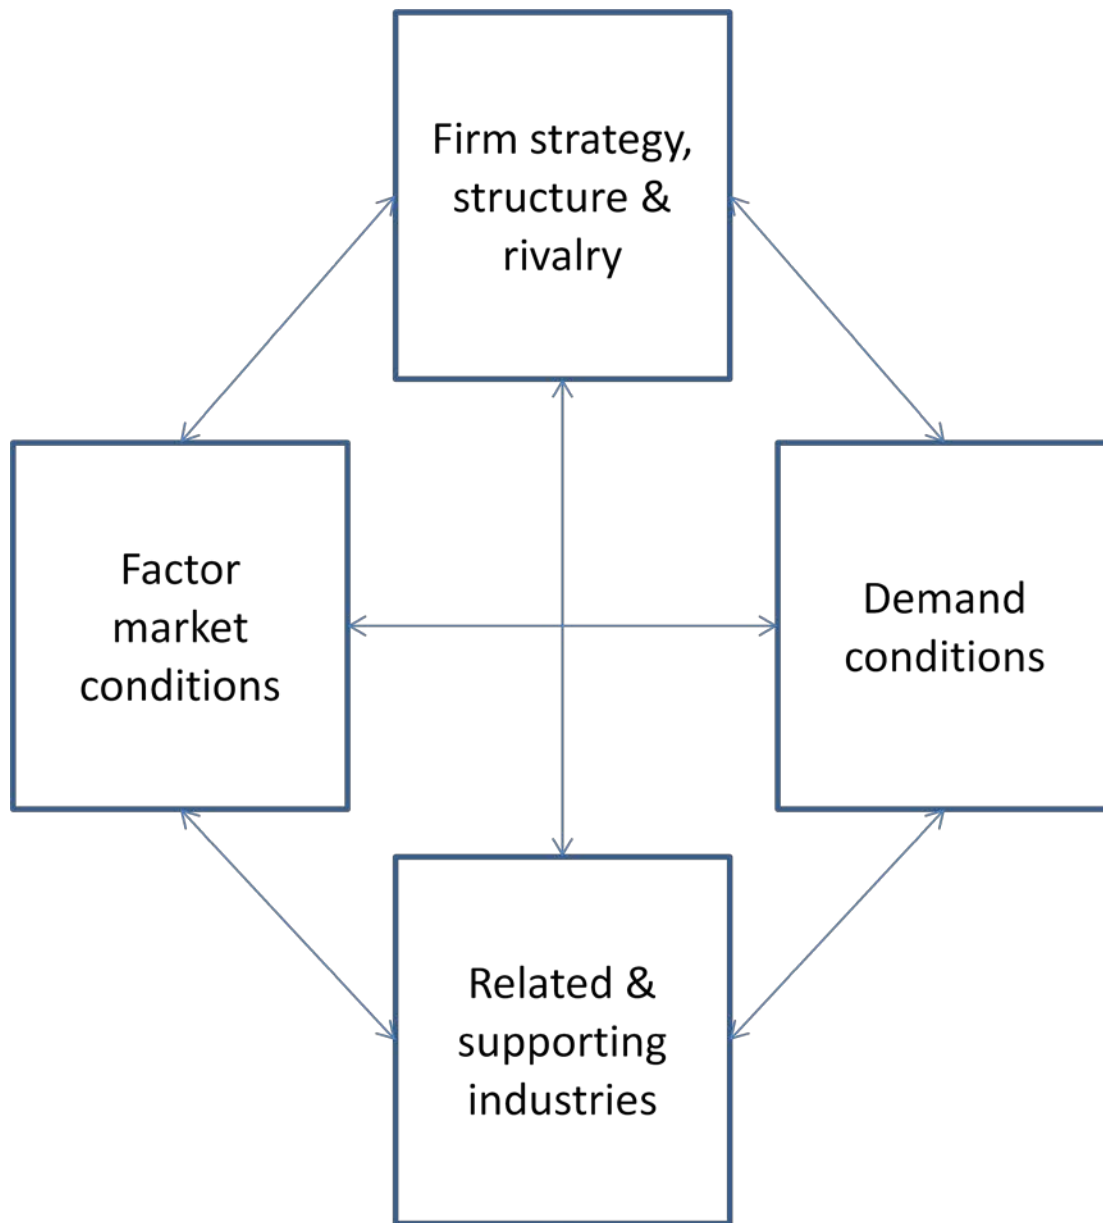 Firm strategy,
structure &
rivalry
Factor
market
conditions
Demand
conditions
Related &
supporting
industries